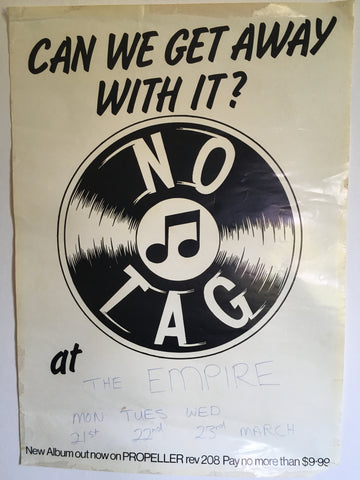 CAN WE GET AWAY
WITH IT?
NO
TAG
at
THE EMPIRE
MON TUES WED
21st 22nd 23rd MARCH
New Album out now on PROPELLER rev 208 Pay no more than $9.99